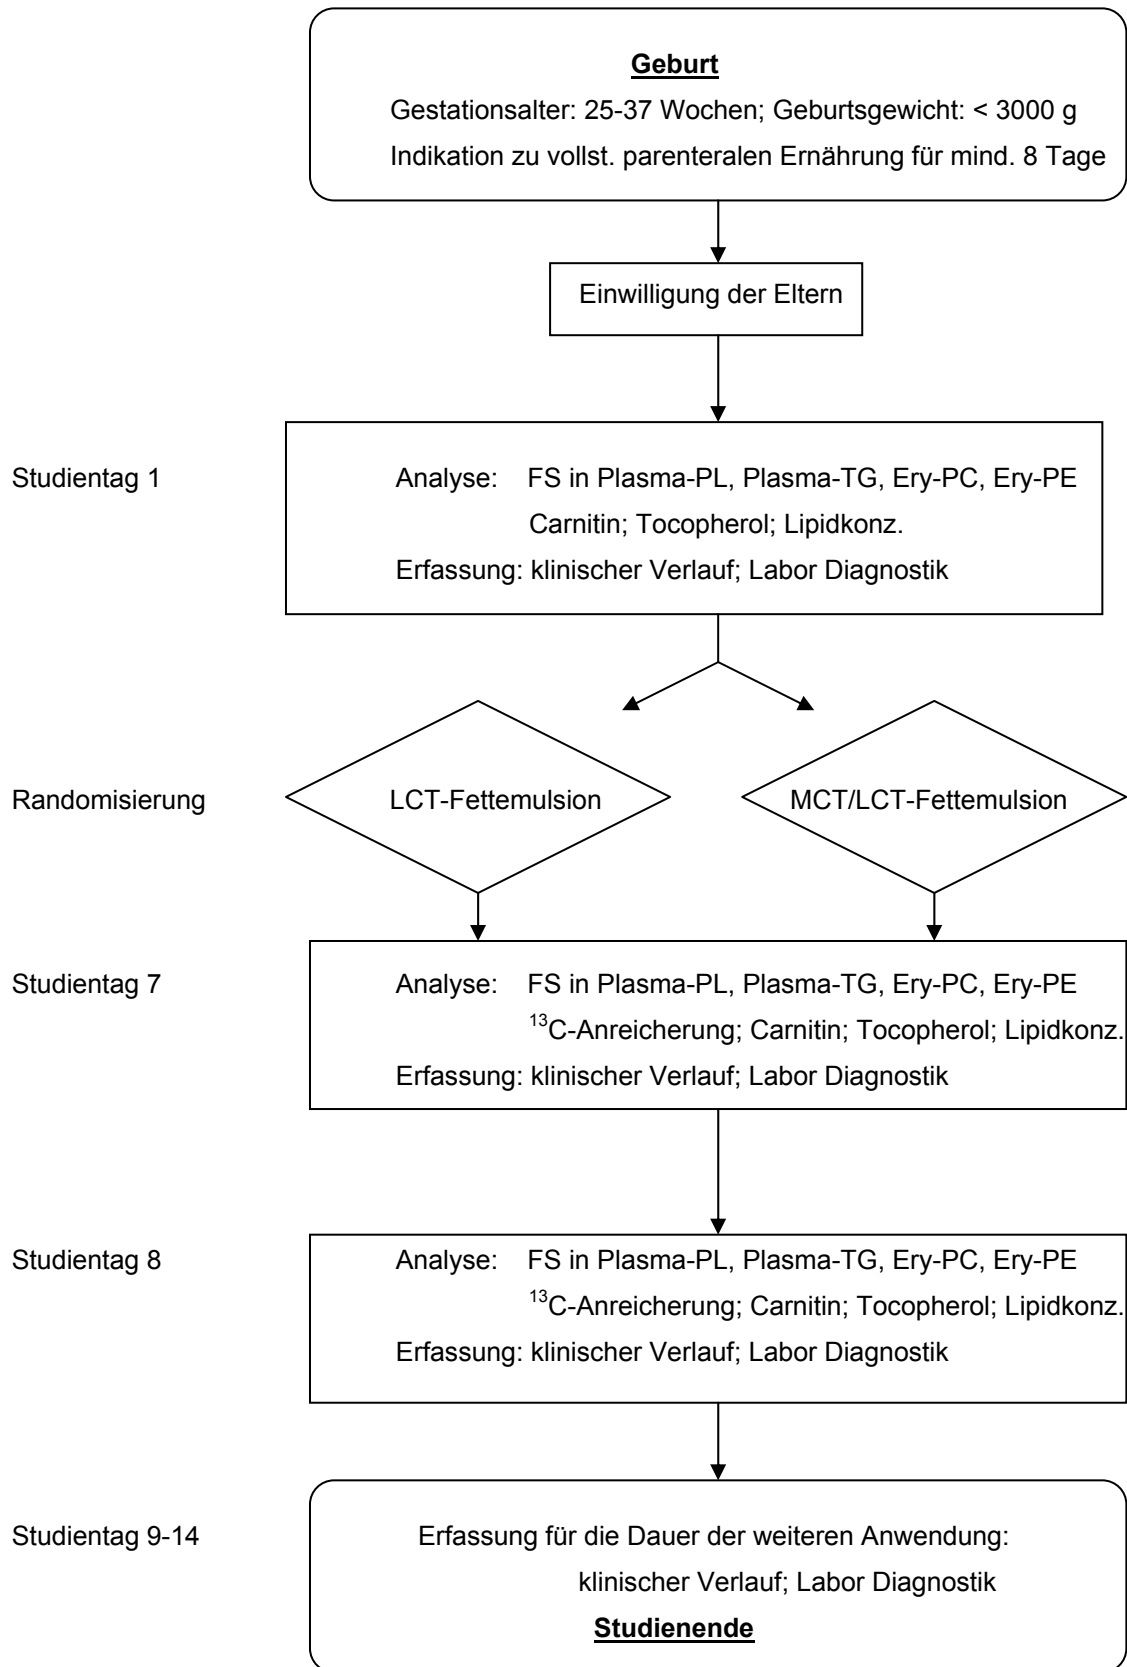 Geburt
Gestationsalter: 25-37 Wochen; Geburtsgewicht: < 3000 g
Indikation zu vollst. parenteralen Ernährung für mind. 8 Tage
Einwilligung der Eltern
Studientag 1
Analyse: FS in Plasma-PL, Plasma-TG, Ery-PC, Ery-PE
Carnitin; Tocopherol; Lipidkonz.
Erfassung: klinischer Verlauf; Labor Diagnostik
Randomisierung
LCT-Fettemulsion
MCT/LCT-Fettemulsion
Studientag 7
Analyse: FS in Plasma-PL, Plasma-TG, Ery-PC, Ery-PE
¹³C-Anreicherung; Carnitin; Tocopherol; Lipidkonz.
Erfassung: klinischer Verlauf; Labor Diagnostik
Studientag 8
Analyse: FS in Plasma-PL, Plasma-TG, Ery-PC, Ery-PE
¹³C-Anreicherung; Carnitin; Tocopherol; Lipidkonz.
Erfassung: klinischer Verlauf; Labor Diagnostik
Studientag 9-14
Erfassung für die Dauer der weiteren Anwendung:
klinischer Verlauf; Labor Diagnostik
Studienende